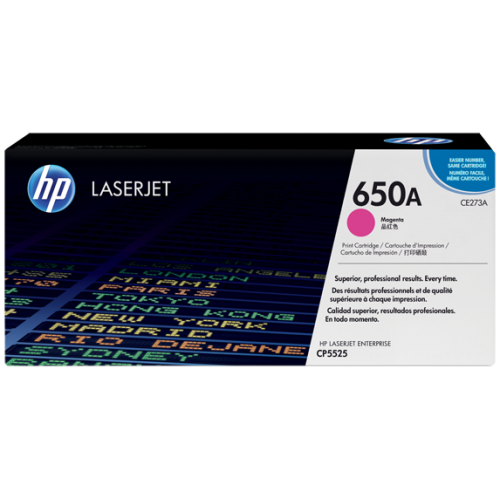 hp
LASERJET
LONDON
LOS ANGELES
MIAMI
PARIS
TOKYO
HONG KONG
NEW YORK
MADRID
RIO DE JANE
SYDNEY
EASIER NUMBER,
SAME CARTRIDGE!
NUMÉRO FACILE,
MÊME CARTOUCHE !
650A
CE273A
Magenta
品紅色
Print Cartridge / Cartouche d'Impression /
Cartucho de Impresión / 打印硒鼓
Superior, professional results. Every time.
Des résultats professionnels et de qualité
supérieure à chaque impression.
Calidad superior, resultados profesionales.
En todo momento.
HP LASERJET ENTERPRISE
CP5525